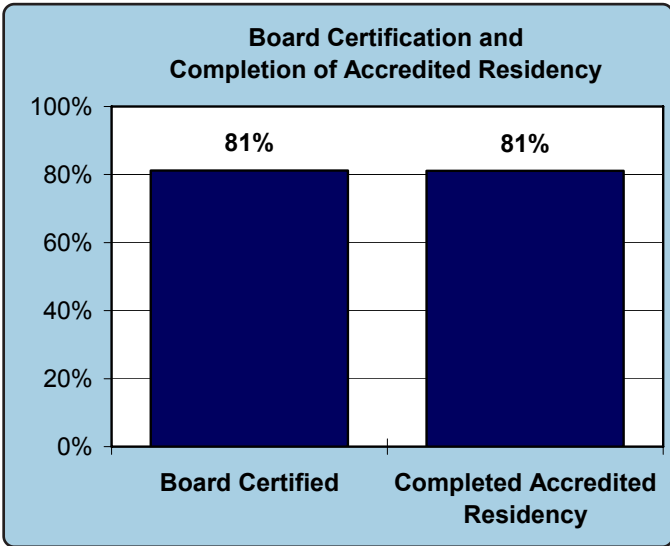 Board Certification and
Completion of Accredited Residency
100%
80%
60%
40%
20%
0%
81%
81%
Board Certified
Completed Accredited
Residency